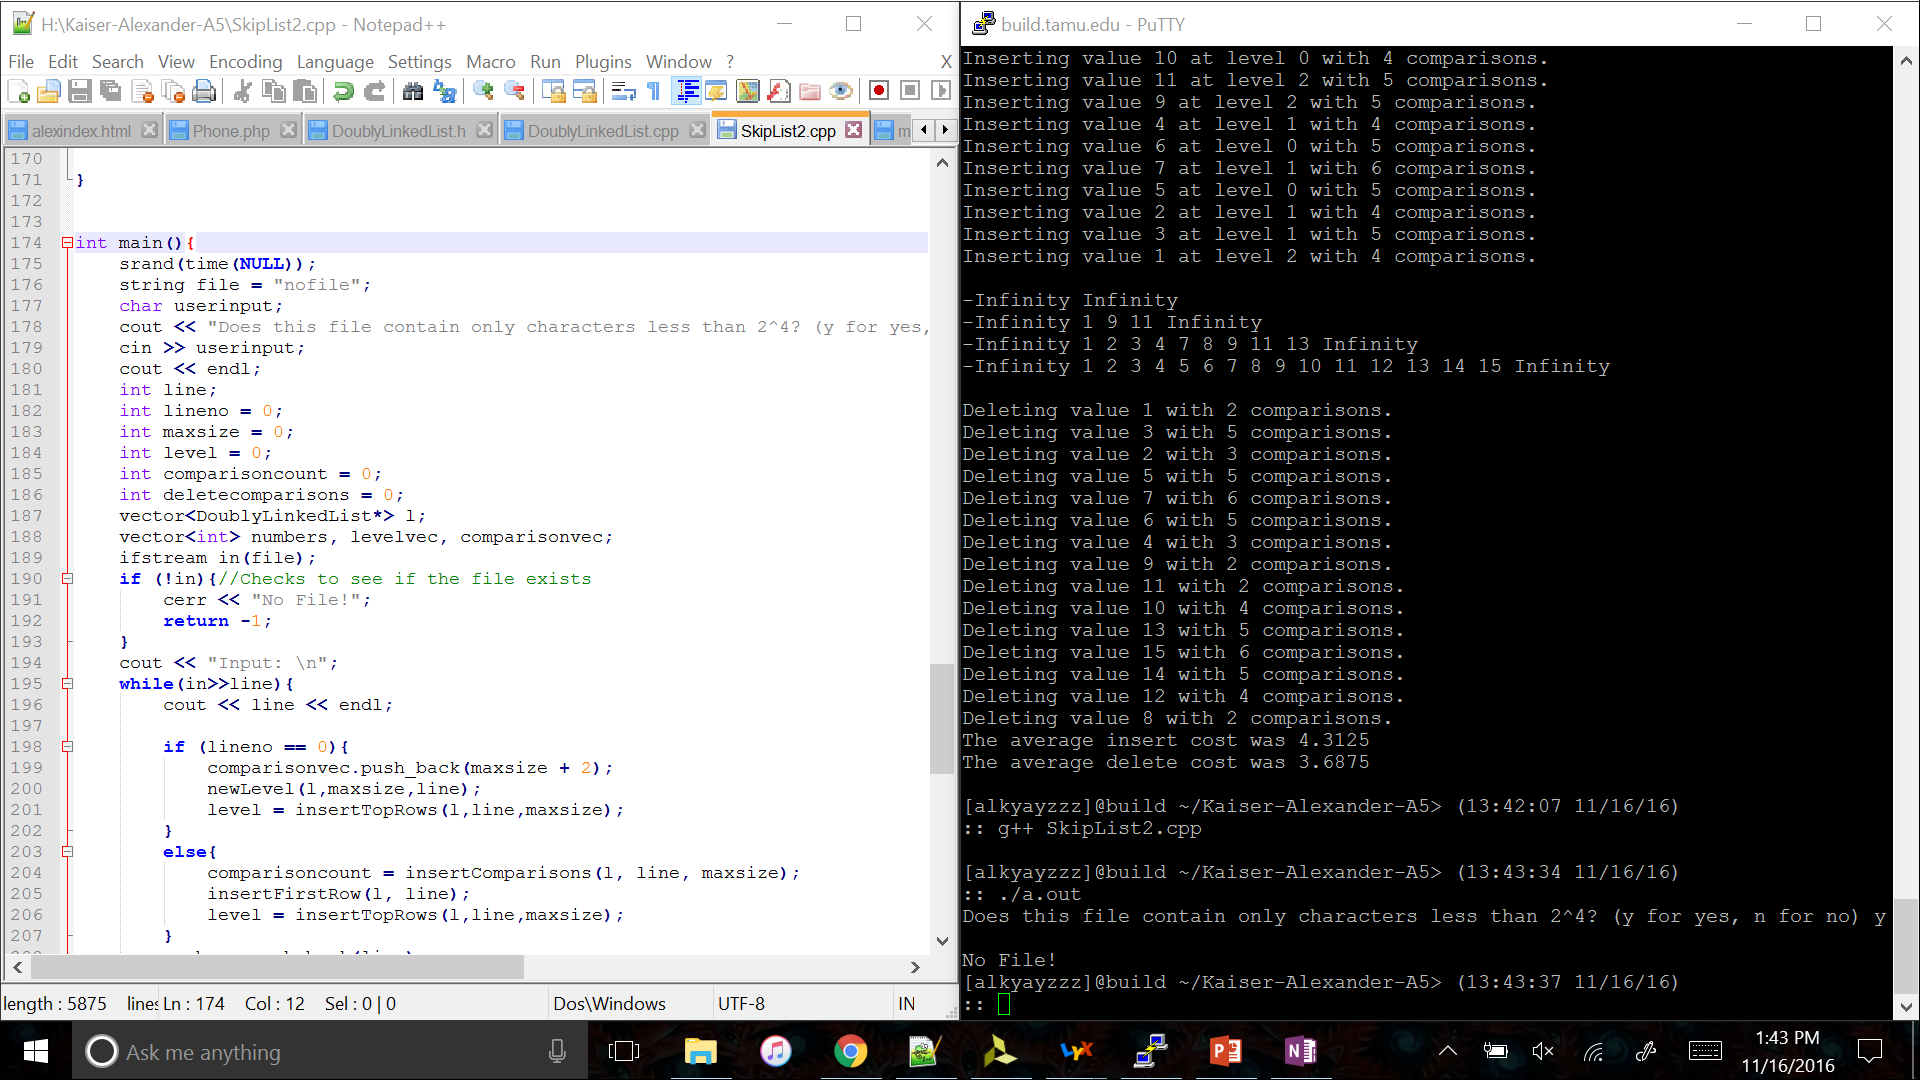 H:\Kaiser-Alexander-A5\SkipList2.cpp - Notepad++
File Edit Search View Encoding Language Settings Macro Run Plugins Window ? X
alexindex.html Phone.php DoublyLinkedList.h DoublyLinkedList.cpp SkipList2.cpp m
170
171 }
172
173
174 int main(){
175 srand(time(NULL));
176 string file = "nofile";
177 char userinput;
178 cout << "Does this file contain only characters less than 2^4? (y for yes,
179 cin >> userinput;
180 cout << endl;
181 int line;
182 int lineno = 0;
183 int maxsize = 0;
184 int level = 0;
185 int comparisoncount = 0;
186 int deletecomparisons = 0;
187 vector<DoublyLinkedList*> l;
188 vector<int> numbers, levelvec, comparisonvec;
189 ifstream in(file);
190 if (!in){//Checks to see if the file exists
191 cerr << "No File!";
192 return -1;
193 }
194 cout << "Input: \n";
195 while(in>>line){
196 cout << line << endl;
197
198 if (lineno == 0){
199 comparisonvec.push_back(maxsize + 2);
200 newLevel(l,maxsize,line);
201 level = insertTopRows(l,line,maxsize);
202 }
203 else{
204 comparisoncount = insertComparisons(l, line, maxsize);
205 insertFirstRow(l, line);
206 level = insertTopRows(l,line,maxsize);
207 }
length : 5875 lines Ln : 174 Col : 12 Sel : 0 | 0 Dos\Windows UTF-8 IN
build.tamu.edu - PuTTY
Inserting value 10 at level 0 with 4 comparisons.
Inserting value 11 at level 2 with 5 comparisons.
Inserting value 9 at level 2 with 5 comparisons.
Inserting value 4 at level 1 with 4 comparisons.
Inserting value 6 at level 0 with 5 comparisons.
Inserting value 7 at level 1 with 6 comparisons.
Inserting value 5 at level 0 with 5 comparisons.
Inserting value 2 at level 1 with 4 comparisons.
Inserting value 3 at level 1 with 5 comparisons.
Inserting value 1 at level 2 with 4 comparisons.
-Infinity Infinity
-Infinity 1 9 11 Infinity
-Infinity 1 2 3 4 7 8 9 11 13 Infinity
-Infinity 1 2 3 4 5 6 7 8 9 10 11 12 13 14 15 Infinity
Deleting value 1 with 2 comparisons.
Deleting value 3 with 5 comparisons.
Deleting value 2 with 3 comparisons.
Deleting value 5 with 5 comparisons.
Deleting value 7 with 6 comparisons.
Deleting value 6 with 5 comparisons.
Deleting value 4 with 3 comparisons.
Deleting value 9 with 2 comparisons.
Deleting value 11 with 2 comparisons.
Deleting value 10 with 4 comparisons.
Deleting value 13 with 5 comparisons.
Deleting value 15 with 6 comparisons.
Deleting value 14 with 5 comparisons.
Deleting value 12 with 4 comparisons.
Deleting value 8 with 2 comparisons.
The average insert cost was 4.3125
The average delete cost was 3.6875
[alkyayzzz]@build ~/Kaiser-Alexander-A5> (13:42:07 11/16/16)
:: g++ SkipList2.cpp
[alkyayzzz]@build ~/Kaiser-Alexander-A5> (13:43:34 11/16/16)
:: ./a.out
Does this file contain only characters less than 2^4? (y for yes, n for no) y
No File!
[alkyayzzz]@build ~/Kaiser-Alexander-A5> (13:43:37 11/16/16)
::
Ask me anything
1:43 PM
11/16/2016